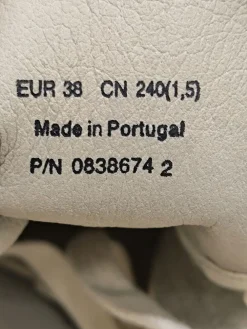 EUR 38 CN 240(1,5)
Made in Portugal
P/N 0838674 2